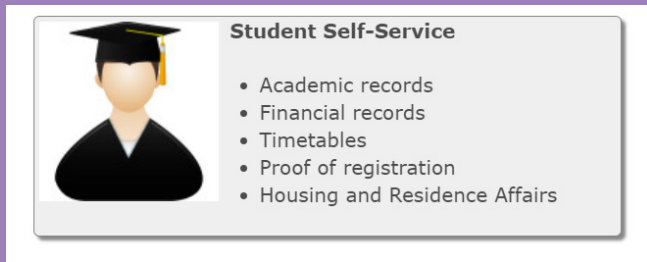 Student Self-Service
• Academic records
• Financial records
• Timetables
• Proof of registration
• Housing and Residence Affairs